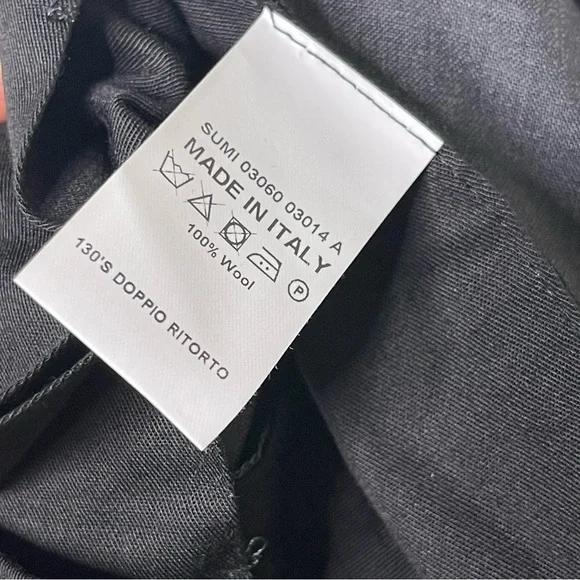 SUMI 03060 03014 A
MADE IN ITALY
P
100% Wool
130'S DOPPIO RITORTO